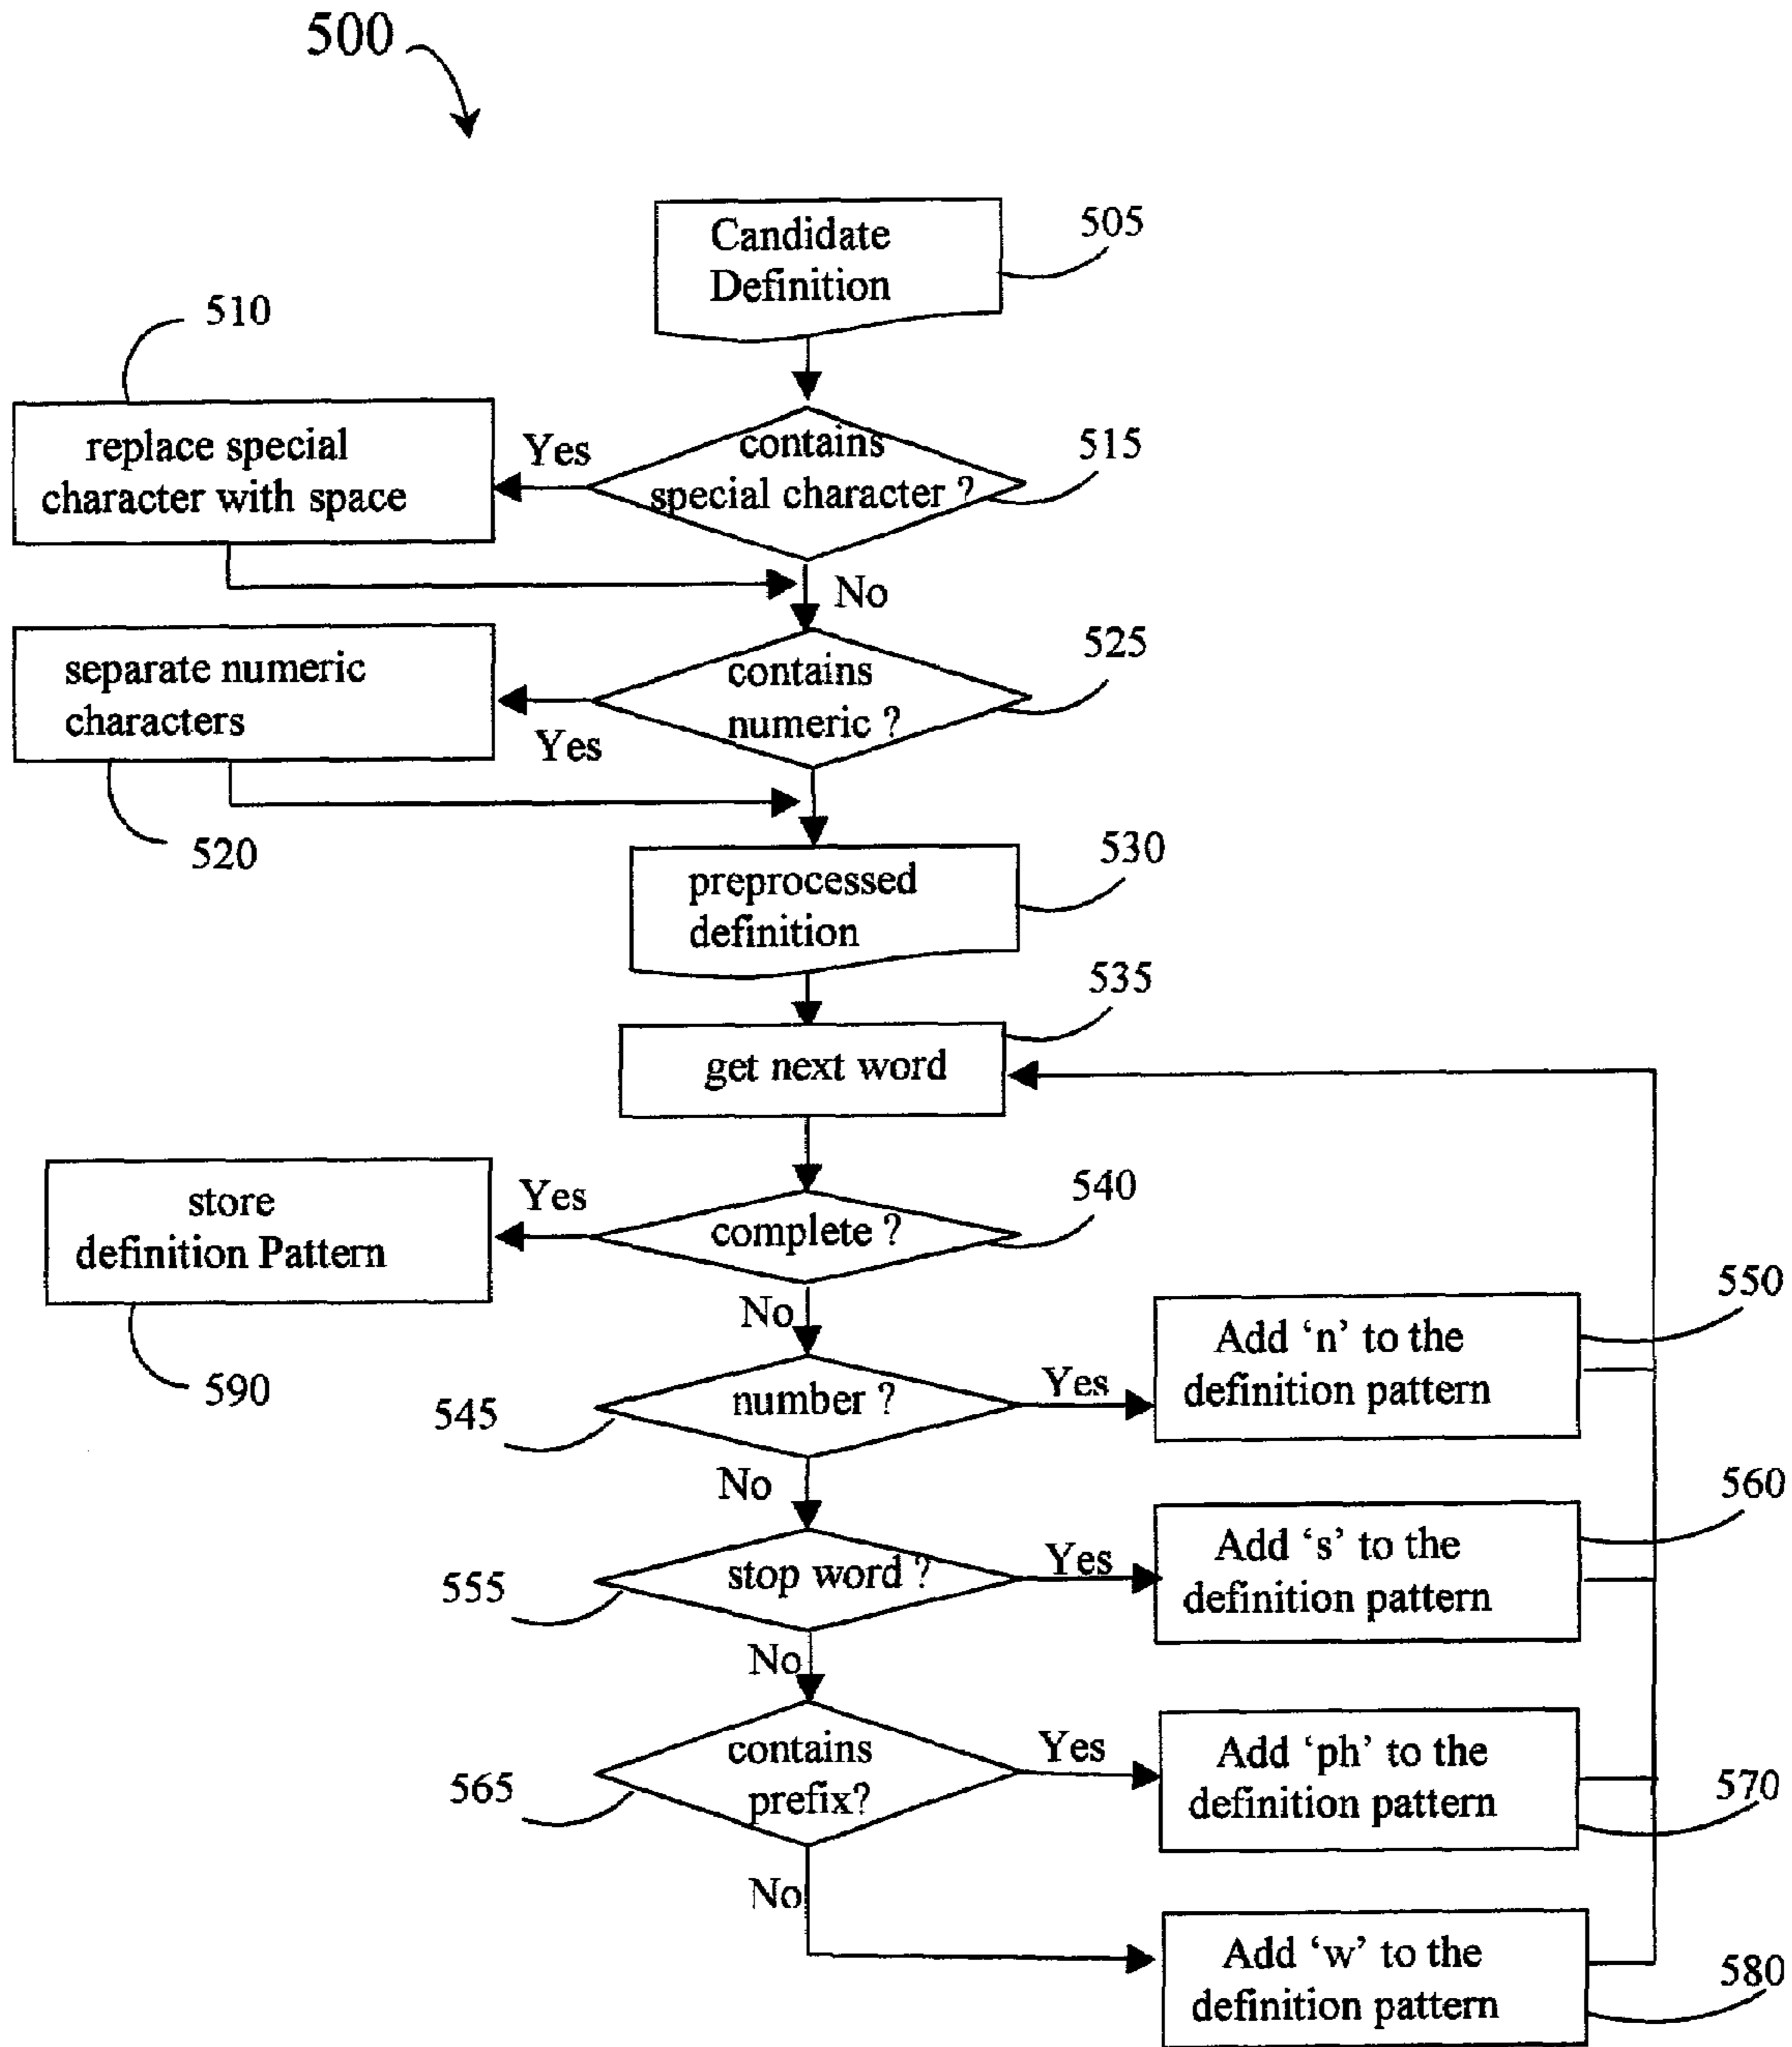 500
Candidate
Definition
505
510
replace special
character with space
Yes
contains
special character ?
515
No
separate numeric
characters
Yes
contains
numeric ?
525
520
preprocessed
definition
530
535
get next word
store
definition Pattern
Yes
complete ?
540
590
No
number ?
545
Yes
Add ‘n’ to the
definition pattern
550
No
stop word ?
555
Yes
Add ‘s’ to the
definition pattern
560
No
contains
prefix?
565
Yes
Add ‘ph’ to the
definition pattern
570
No
Add ‘w’ to the
definition pattern
580